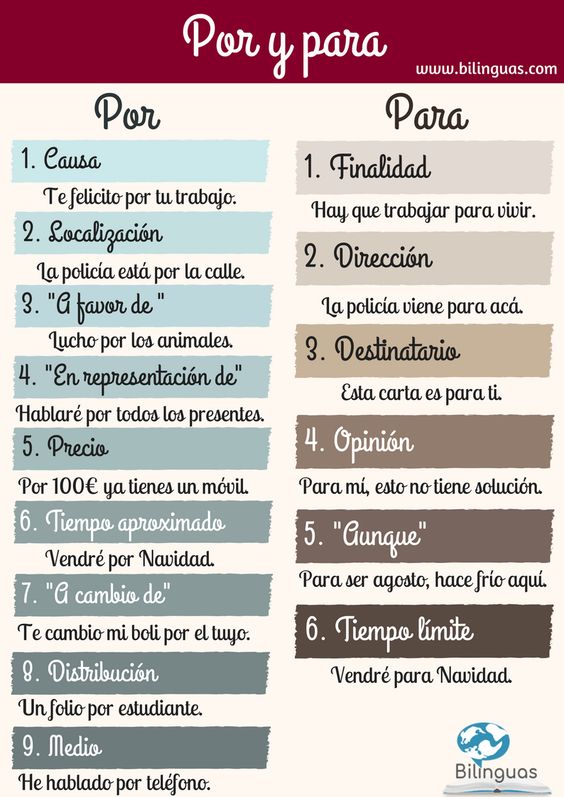 Por y para
www.bilinguas.com
Por
1. Causa
Te felicito por tu trabajo.
2. Localización
La policía está por la calle.
3. "A favor de "
Lucho por los animales.
4. "En representación de"
Hablaré por todos los presentes.
5. Precio
Por 100€ ya tienes un móvil.
6. Tiempo aproximado
Vendré por Navidad.
7. "A cambio de"
Te cambio mi boli por el tuyo.
8. Distribución
Un folio por estudiante.
9. Medio
He hablado por teléfono.
Para
1. Finalidad
Hay que trabajar para vivir.
2. Dirección
La policía viene para acá.
3. Destinatario
Esta carta es para ti.
4. Opinión
Para mí, esto no tiene solución.
5. "Aunque"
Para ser agosto, hace frío aquí.
6. Tiempo límite
Vendré para Navidad.
Bilinguas